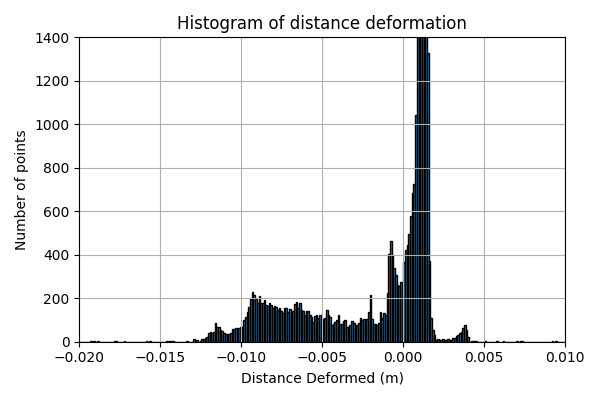 Histogram of distance deformation
1400
1200
1000
800
600
400
200
0
Number of points
−0.020 −0.015 −0.010 −0.005 0.000 0.005 0.010
Distance Deformed (m)